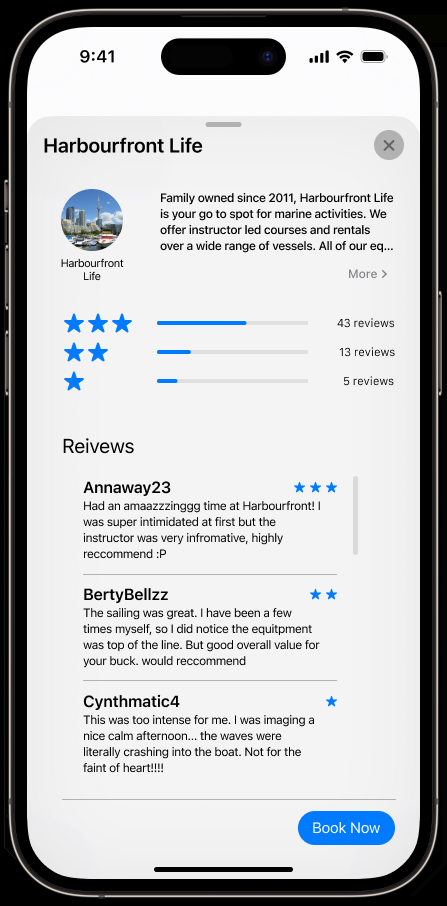 9:41
Harbourfront Life
Family owned since 2011, Harbourfront Life
is your go to spot for marine activities. We
offer instructor led courses and rentals
over a wide range of vessels. All of our eq...
Harbourfront
Life
More >
43 reviews
13 reviews
5 reviews
Reivews
Annaway23
Had an amaazzzinggg time at Harbourfront! I
was super intimidated at first but the
instructor was very infromative, highly
reccommend :P
BertyBellzz
The sailing was great. I have been a few
times myself, so I did notice the equitpment
was top of the line. But good overall value for
your buck. would reccommend
Cynthmatic4
This was too intense for me. I was imaging a
nice calm afternoon... the waves were
literally crashing into the boat. Not for the
faint of heart!!!!
Book Now